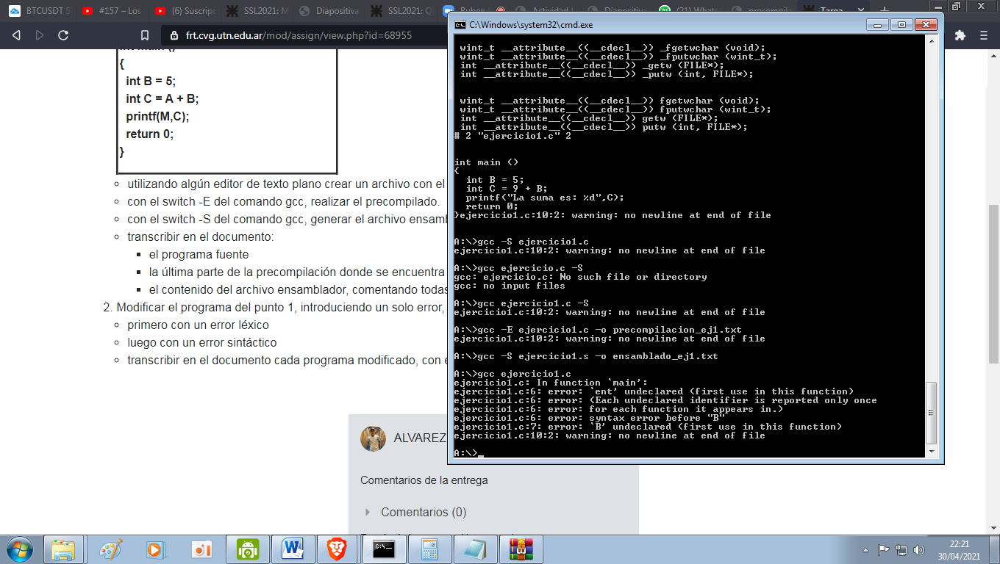 BTCUSDT S
#157 – Los
(6) Suscripc
SSL2021: M
Diapositiva
SSL2021: Q
Ruben
Actividad
Diapositiva
(21) What
precompila
Tarea
frt.cvg.utn.edu.ar/mod/assign/view.php?id=68955
{
int B = 5;
int C = A + B;
printf(M,C);
return 0;
}
utilizando algún editor de texto plano crear un archivo con el
con el switch -E del comando gcc, realizar el precompilado.
con el switch -S del comando gcc, generar el archivo ensamb
transcribir en el documento:
el programa fuente
la última parte de la precompilación donde se encuentra
el contenido del archivo ensamblador, comentando todas
2. Modificar el programa del punto 1, introduciendo un solo error,
primero con un error léxico
luego con un error sintáctico
transcribir en el documento cada programa modificado, con e
ALVAREZ
Comentarios de la entrega
Comentarios (0)
C:\Windows\system32\cmd.exe
wint_t __attribute__((__cdecl__)) _fgetwchar (void);
wint_t __attribute__((__cdecl__)) _fputwchar (wint_t);
int __attribute__((__cdecl__)) _getw (FILE*);
int __attribute__((__cdecl__)) _putw (int, FILE*);
wint_t __attribute__((__cdecl__)) fgetwchar (void);
wint_t __attribute__((__cdecl__)) fputwchar (wint_t);
int __attribute__((__cdecl__)) getw (FILE*);
int __attribute__((__cdecl__)) putw (int, FILE*);
# 2 "ejercicio1.c" 2
int main ()
{
int B = 5;
int C = 9 + B;
printf("La suma es: %d",C);
return 0;
}ejercicio1.c:10:2: warning: no newline at end of file
A:\>gcc -S ejercicio1.c
ejercicio1.c:10:2: warning: no newline at end of file
A:\>gcc ejercicio.c -S
gcc: ejercicio.c: No such file or directory
gcc: no input files
A:\>gcc ejercicio1.c -S
ejercicio1.c:10:2: warning: no newline at end of file
A:\>gcc -E ejercicio1.c -o precompilacion_ej1.txt
ejercicio1.c:10:2: warning: no newline at end of file
A:\>gcc -S ejercicio1.s -o ensamblado_ej1.txt
A:\>gcc ejercicio1.c
ejercicio1.c: In function `main':
ejercicio1.c:6: error: `ent' undeclared (first use in this function)
ejercicio1.c:6: error: (Each undeclared identifier is reported only once
ejercicio1.c:6: error: for each function it appears in.)
ejercicio1.c:6: error: syntax error before "B"
ejercicio1.c:7: error: `B' undeclared (first use in this function)
ejercicio1.c:10:2: warning: no newline at end of file
A:\>_
22:21
30/04/2021